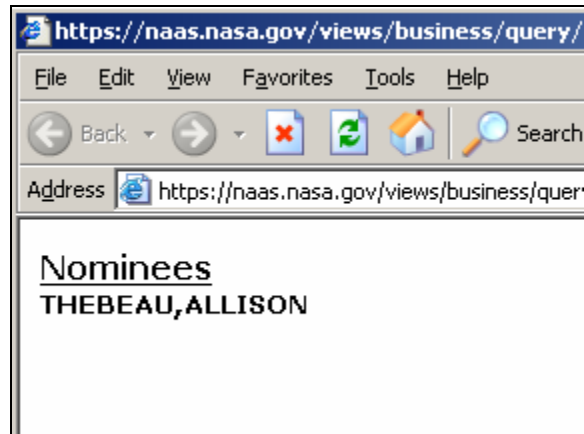 https://naas.nasa.gov/views/business/query/
File Edit View Favorites Tools Help
Back Search
Address https://naas.nasa.gov/views/business/quer
Nominees
THEBEAU,ALLISON